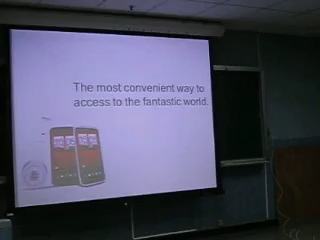 The most convenient way to
access to the fantastic world.